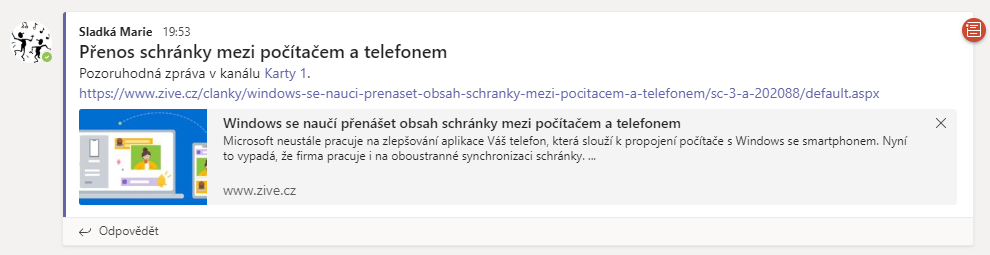 Sladká Marie 19:53
Přenos schránky mezi počítačem a telefonem
Pozoruhodná zpráva v kanálu Karty 1.
https://www.zive.cz/clanky/windows-se-nauci-prenaset-obsah-schranky-mezi-pocitacem-a-telefonem/sc-3-a-202088/default.aspx
Windows se naučí přenášet obsah schránky mezi počítačem a telefonem
Microsoft neustále pracuje na zlepšování aplikace Váš telefon, která slouží k propojení počítače s Windows se smartphonem. Nyní
to vypadá, že firma pracuje i na oboustranné synchronizaci schránky. ...
www.zive.cz
Odpovědět